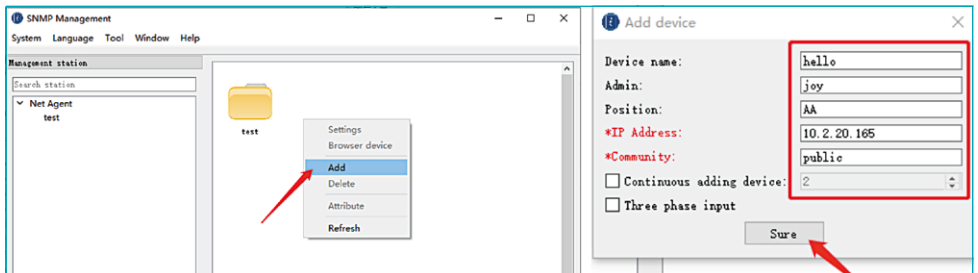 SNMP Management
System Language Tool Window Help
Management station
Search station
Net Agent
test
test
Settings
Browser device
Add
Delete
Attribute
Refresh
Add device
Device name: hello
Admin: joy
Position: AA
*IP Address: 10.2.20.165
*Community: public
Continuous adding device: 2
Three phase input
Sure